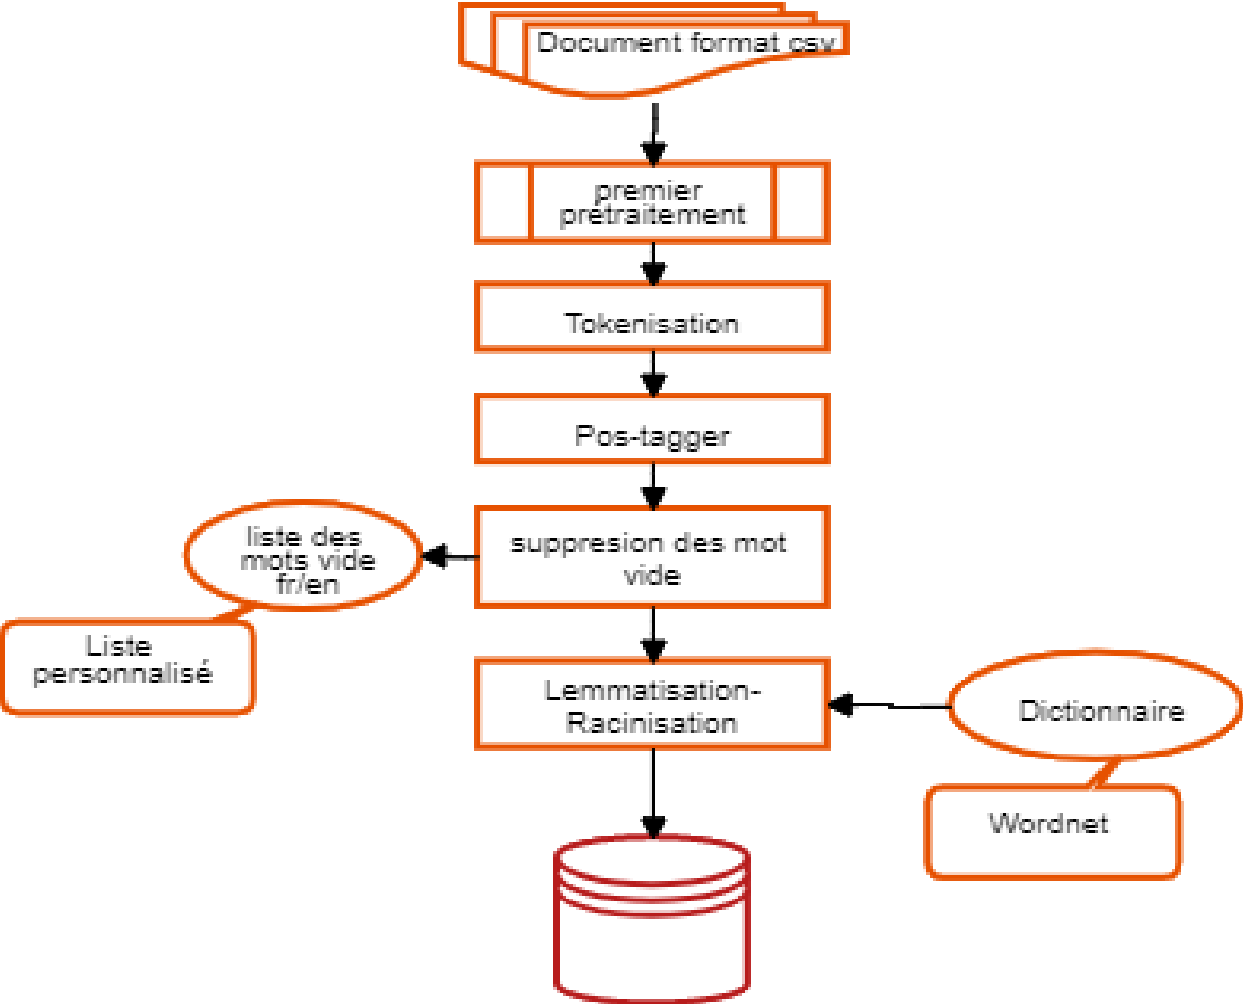 Document format csv
premier
prétraitement
Tokenisation
Pos-tagger
suppresion des mot
vide
liste des
mots vide
fr/en
Liste
personnalisé
Lemmatisation-
Racinisation
Dictionnaire
Wordnet